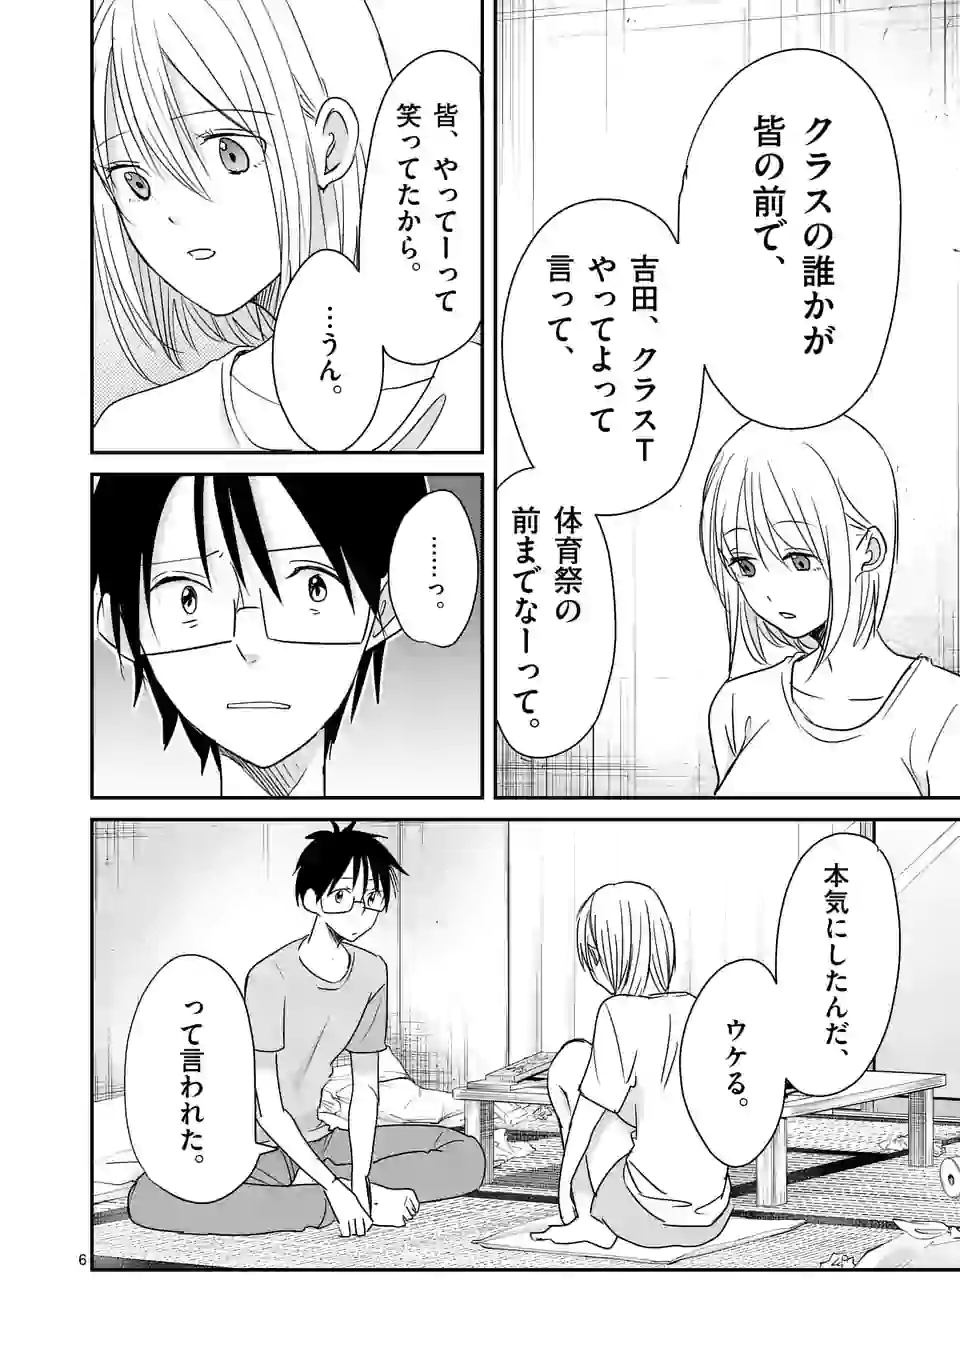 クラスの誰かが
皆の前で、
吉田、クラスT
やってよって
言って、
体育祭の
前までなーって。
皆、やってーって
笑ってたから。
…うん。
……っ。
本気にしたんだ、
ウケる。
って言われた。
6